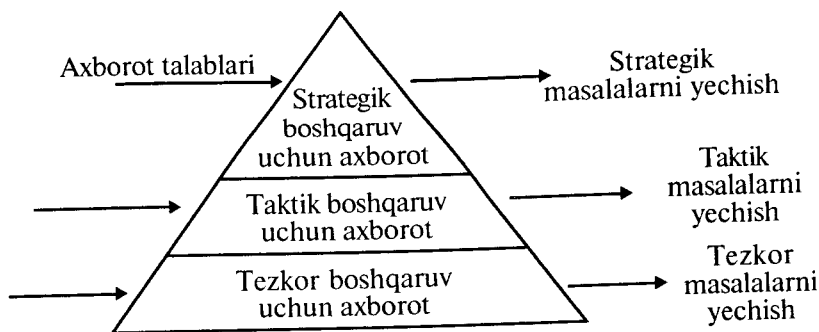 Axborot talablari
Strategik
boshqaruv
uchun axborot
Strategik
masalalarni yechish
Taktik boshqaruv
uchun axborot
Taktik
masalalarni
yechish
Tezkor boshqaruv
uchun axborot
Tezkor
masalalarni
yechish